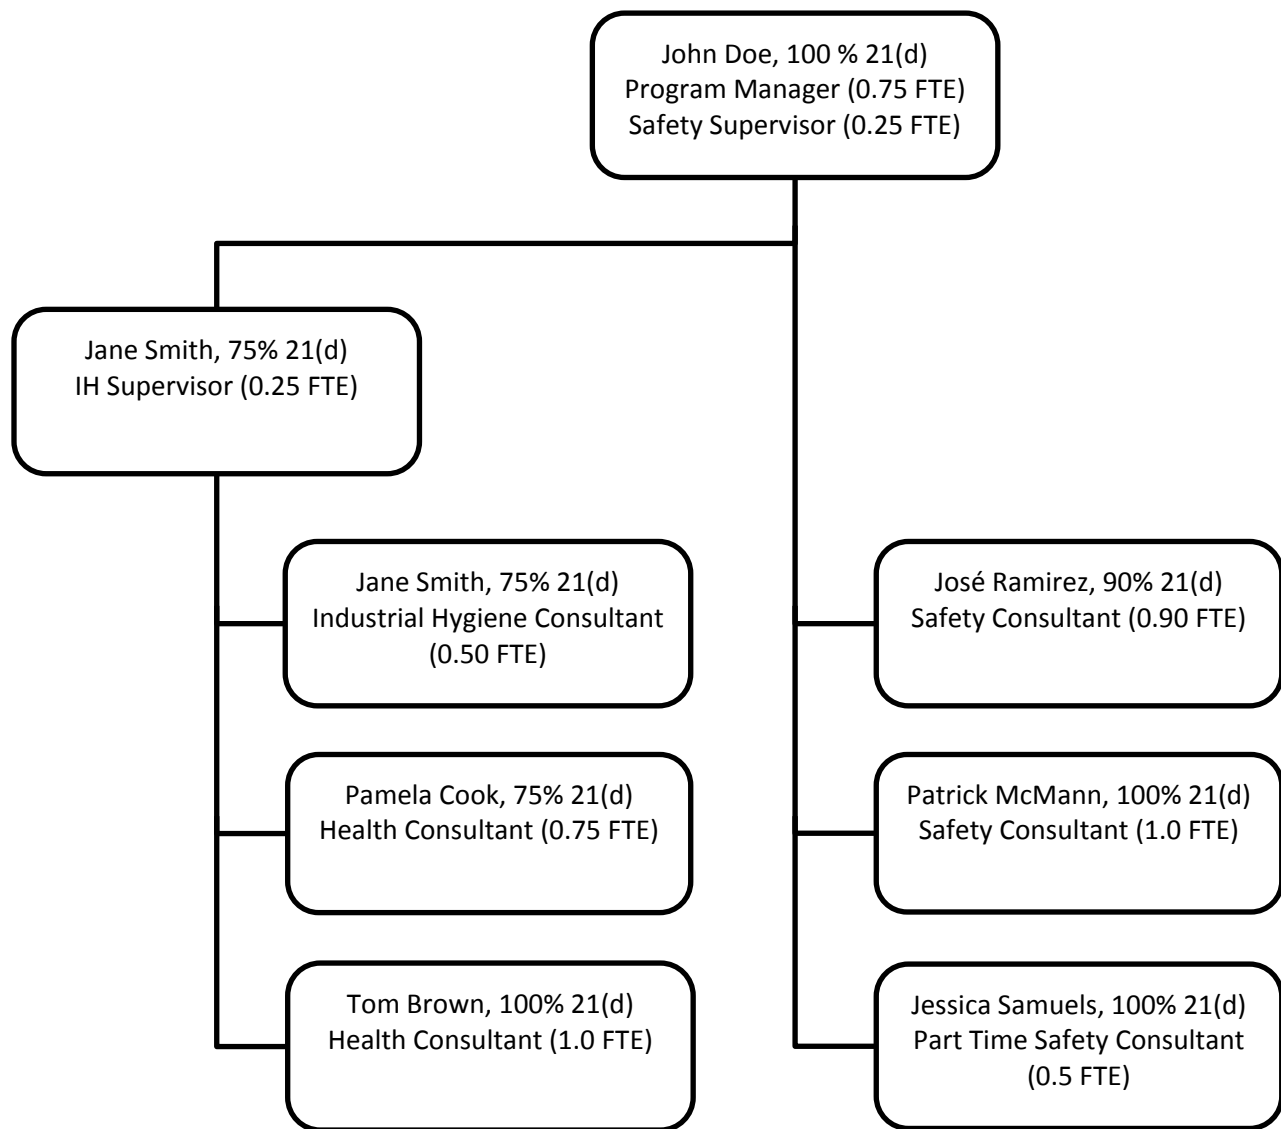 John Doe, 100 % 21(d)
Program Manager (0.75 FTE)
Safety Supervisor (0.25 FTE)
Jane Smith, 75% 21(d)
IH Supervisor (0.25 FTE)
Jane Smith, 75% 21(d)
Industrial Hygiene Consultant
(0.50 FTE)
Pamela Cook, 75% 21(d)
Health Consultant (0.75 FTE)
Tom Brown, 100% 21(d)
Health Consultant (1.0 FTE)
José Ramirez, 90% 21(d)
Safety Consultant (0.90 FTE)
Patrick McMann, 100% 21(d)
Safety Consultant (1.0 FTE)
Jessica Samuels, 100% 21(d)
Part Time Safety Consultant
(0.5 FTE)